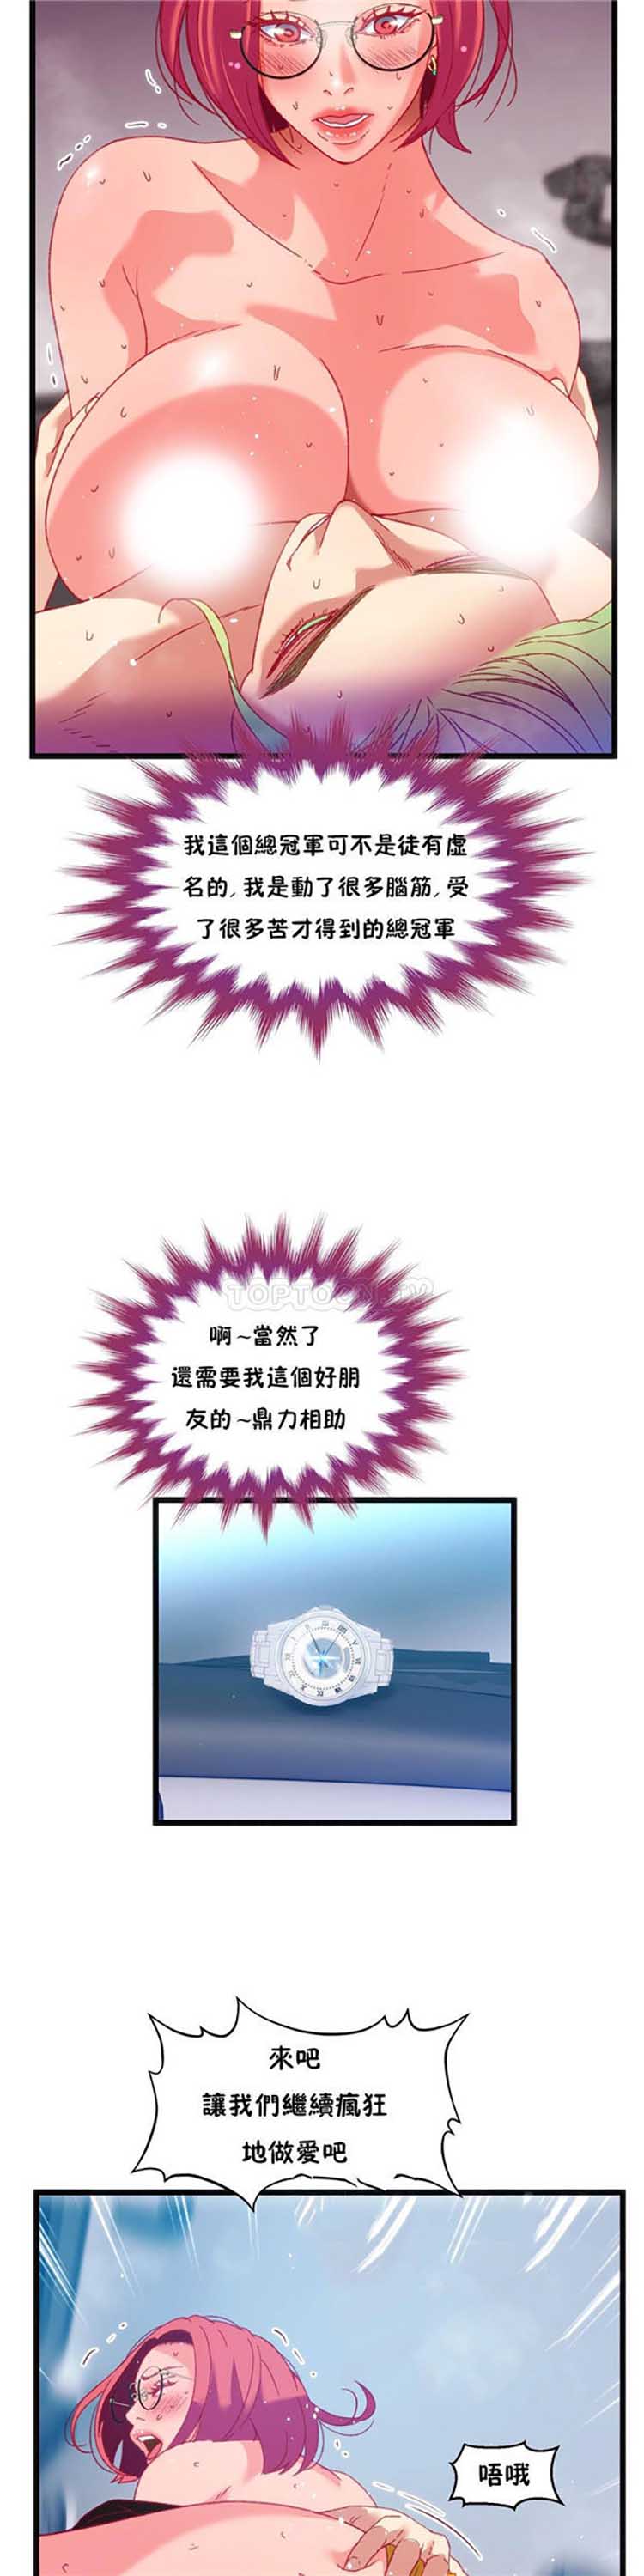 我這個總冠軍可不是徒有虛
名的,我是動了很多腦筋,受
了很多苦才得到的總冠軍
TOPTOON.TV
啊~當然了
還需要我這個好朋
友的~鼎力相助
來吧
讓我們繼續瘋狂
地做愛吧
唔哦